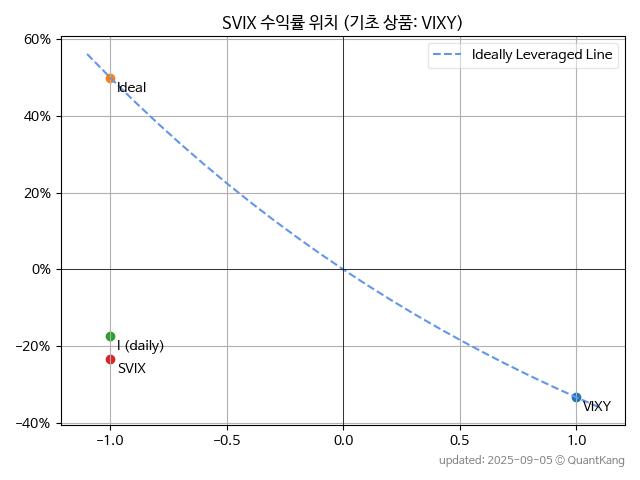 SVIX 수익률 위치 (기초 상품: VIXY)
Ideally Leveraged Line
60%
40%
20%
0%
−20%
−40%
Ideal
I (daily)
SVIX
VIXY
−1.0
−0.5
0.0
0.5
1.0
updated: 2025-09-05 © QuantKang